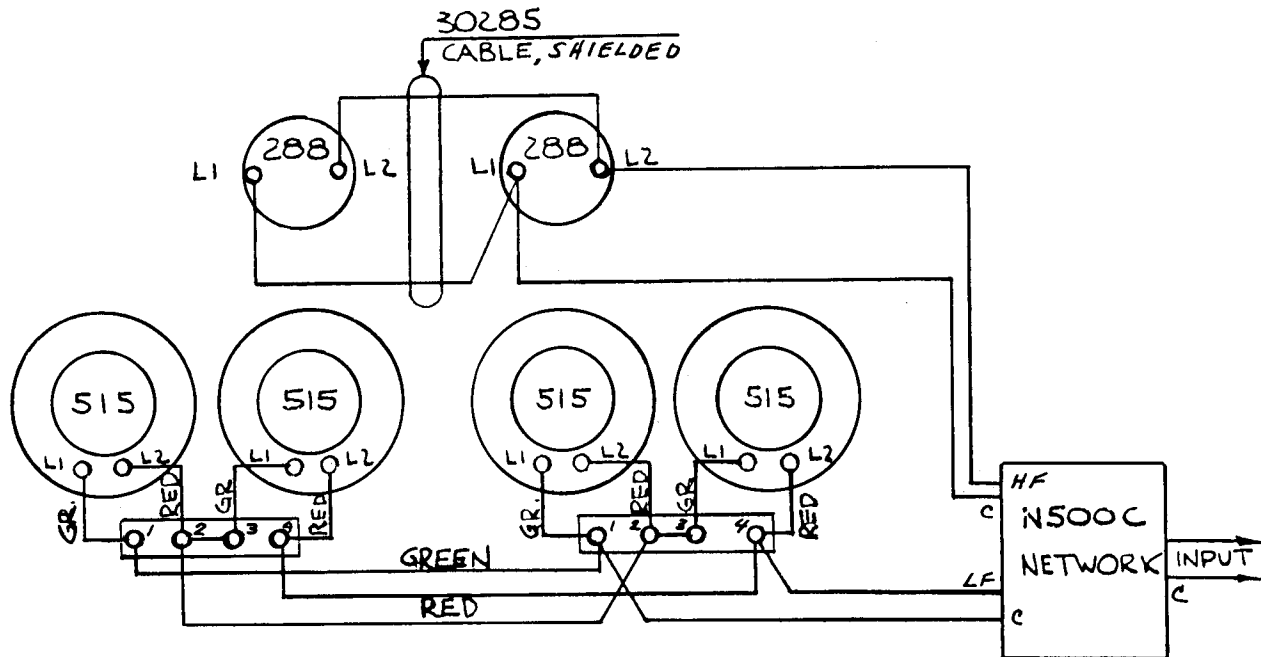 30285
CABLE, SHIELDED
288
288
L1
L2
L1
L2
515
515
515
515
L1
L2
L1
L2
L1
L2
L1
L2
GR.
RED
GR
RED
GR.
RED
GR
RED
1
2
3
4
1
2
3
4
GREEN
RED
HF
C
N500C
NETWORK
LF
C
INPUT
C